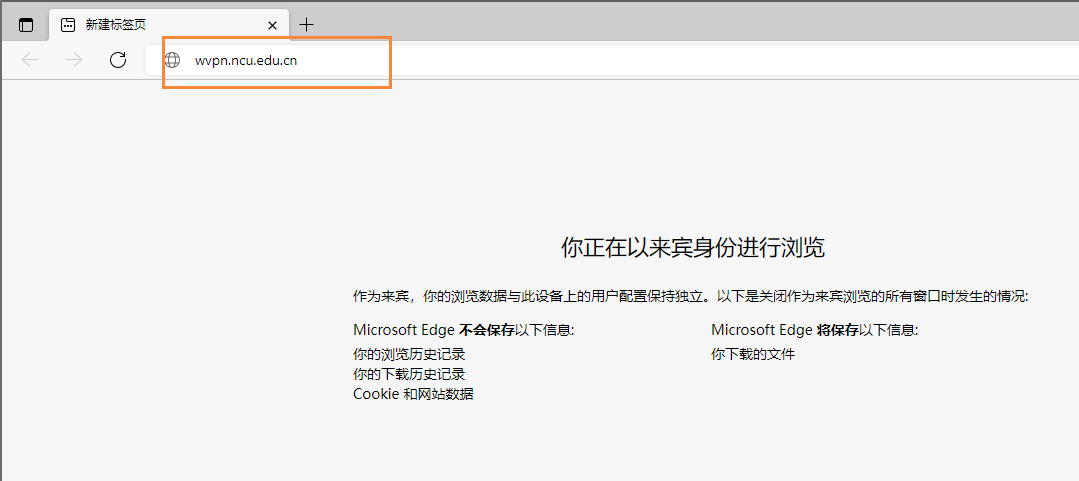 新建标签页
wvpn.ncu.edu.cn
你正在以来宾身份进行浏览
作为来宾，你的浏览数据与此设备上的用户配置保持独立。以下是关闭作为来宾浏览的所有窗口时发生的情况:
Microsoft Edge 不会保存以下信息:
你的浏览历史记录
你的下载历史记录
Cookie 和网站数据
Microsoft Edge 将保存以下信息:
你下载的文件